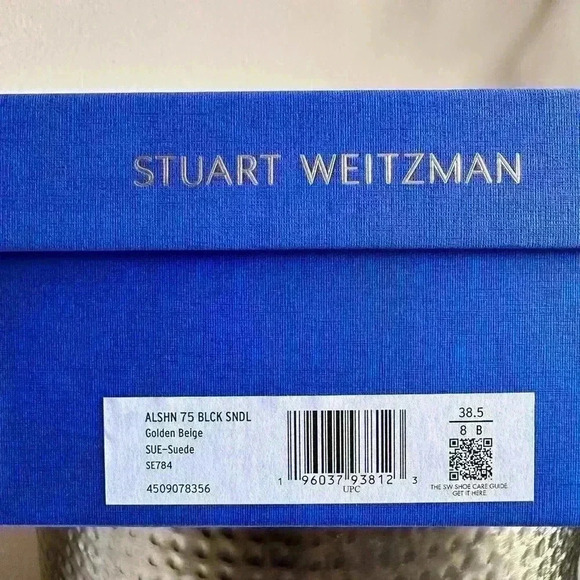 STUART WEITZMAN
ALSHN 75 BLCK SNDL
Golden Beige
SUE-Suede
SE784
4509078356
1 96037 93812 3
UPC
38.5
8 B
THE SW SHOE CARE GUIDE.
GET IT HERE